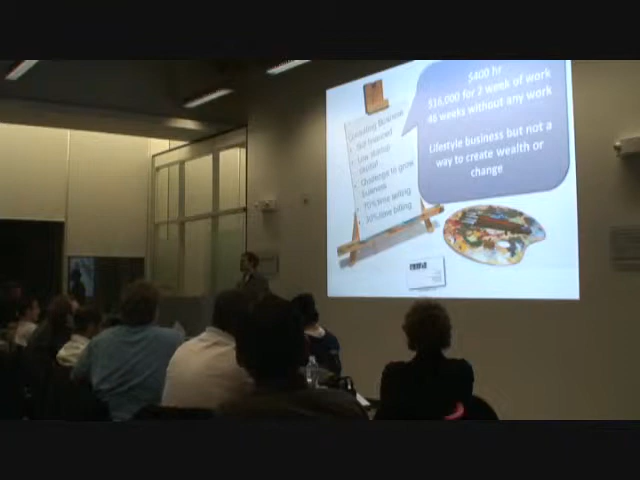 $400 hr
$16,000 for 2 week of work
46 weeks without any work
Lifestyle business but not a
way to create wealth or
change
Consulting Business
Not financed
Low startup
capital
Challenge to grow
business
70%time selling
30%time billing